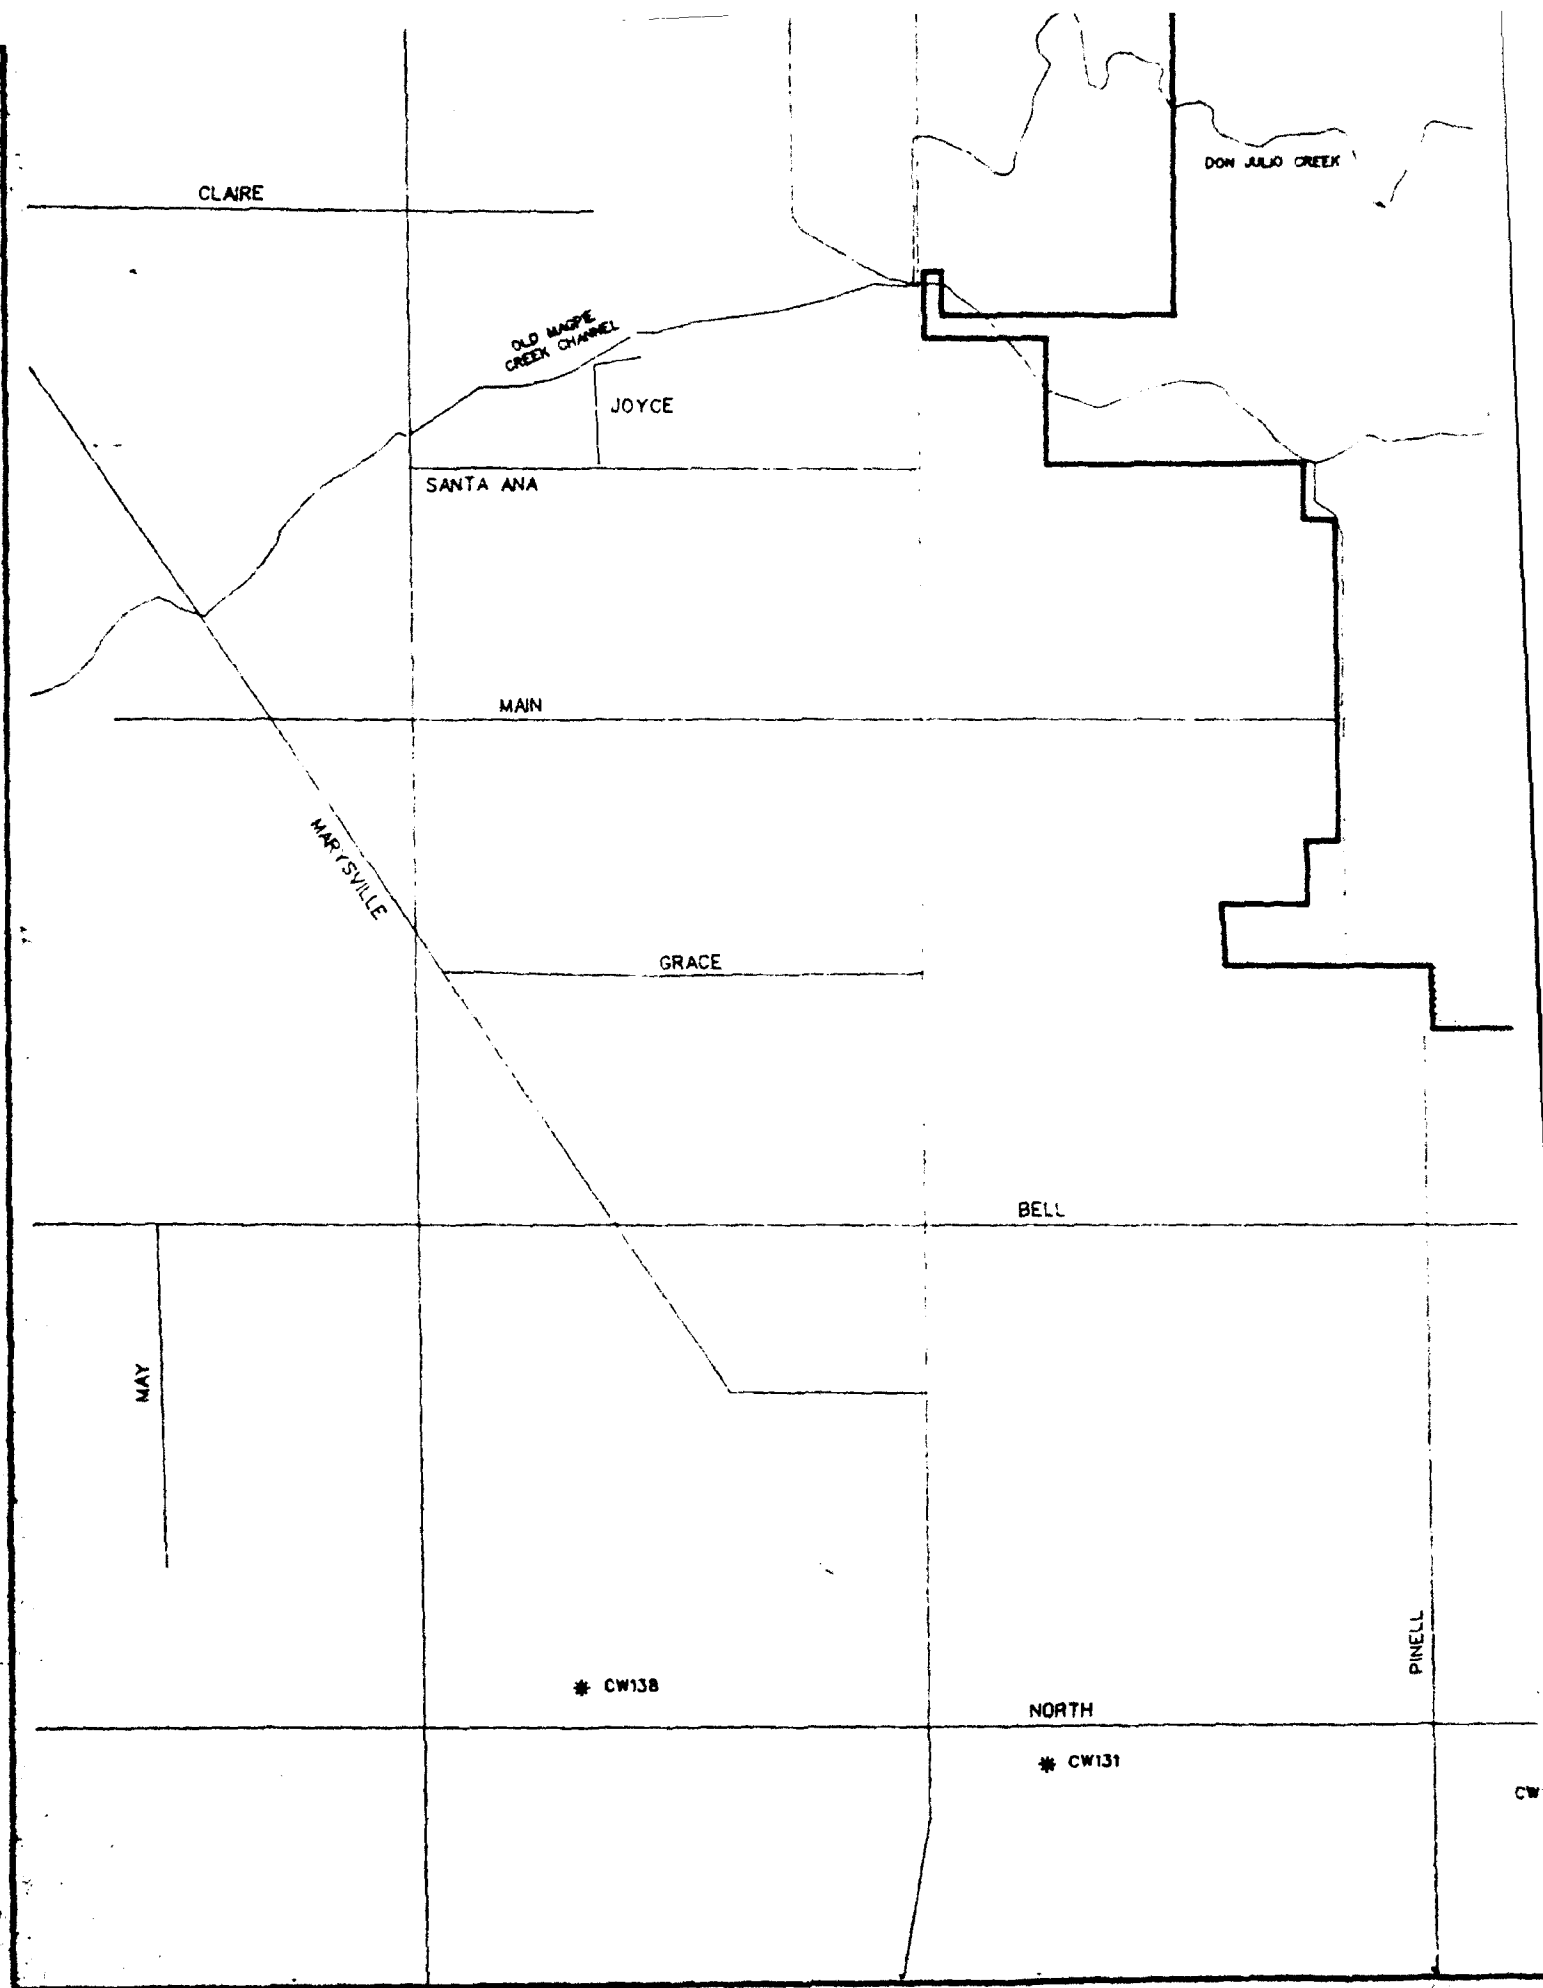 DON JULIO CREEK
CLAIRE
OLD MAGPIE
CREEK CHANNEL
JOYCE
SANTA ANA
MAIN
MARYSVILLE
GRACE
BELL
MAY
PINELL
* CW138
NORTH
* CW131
CW